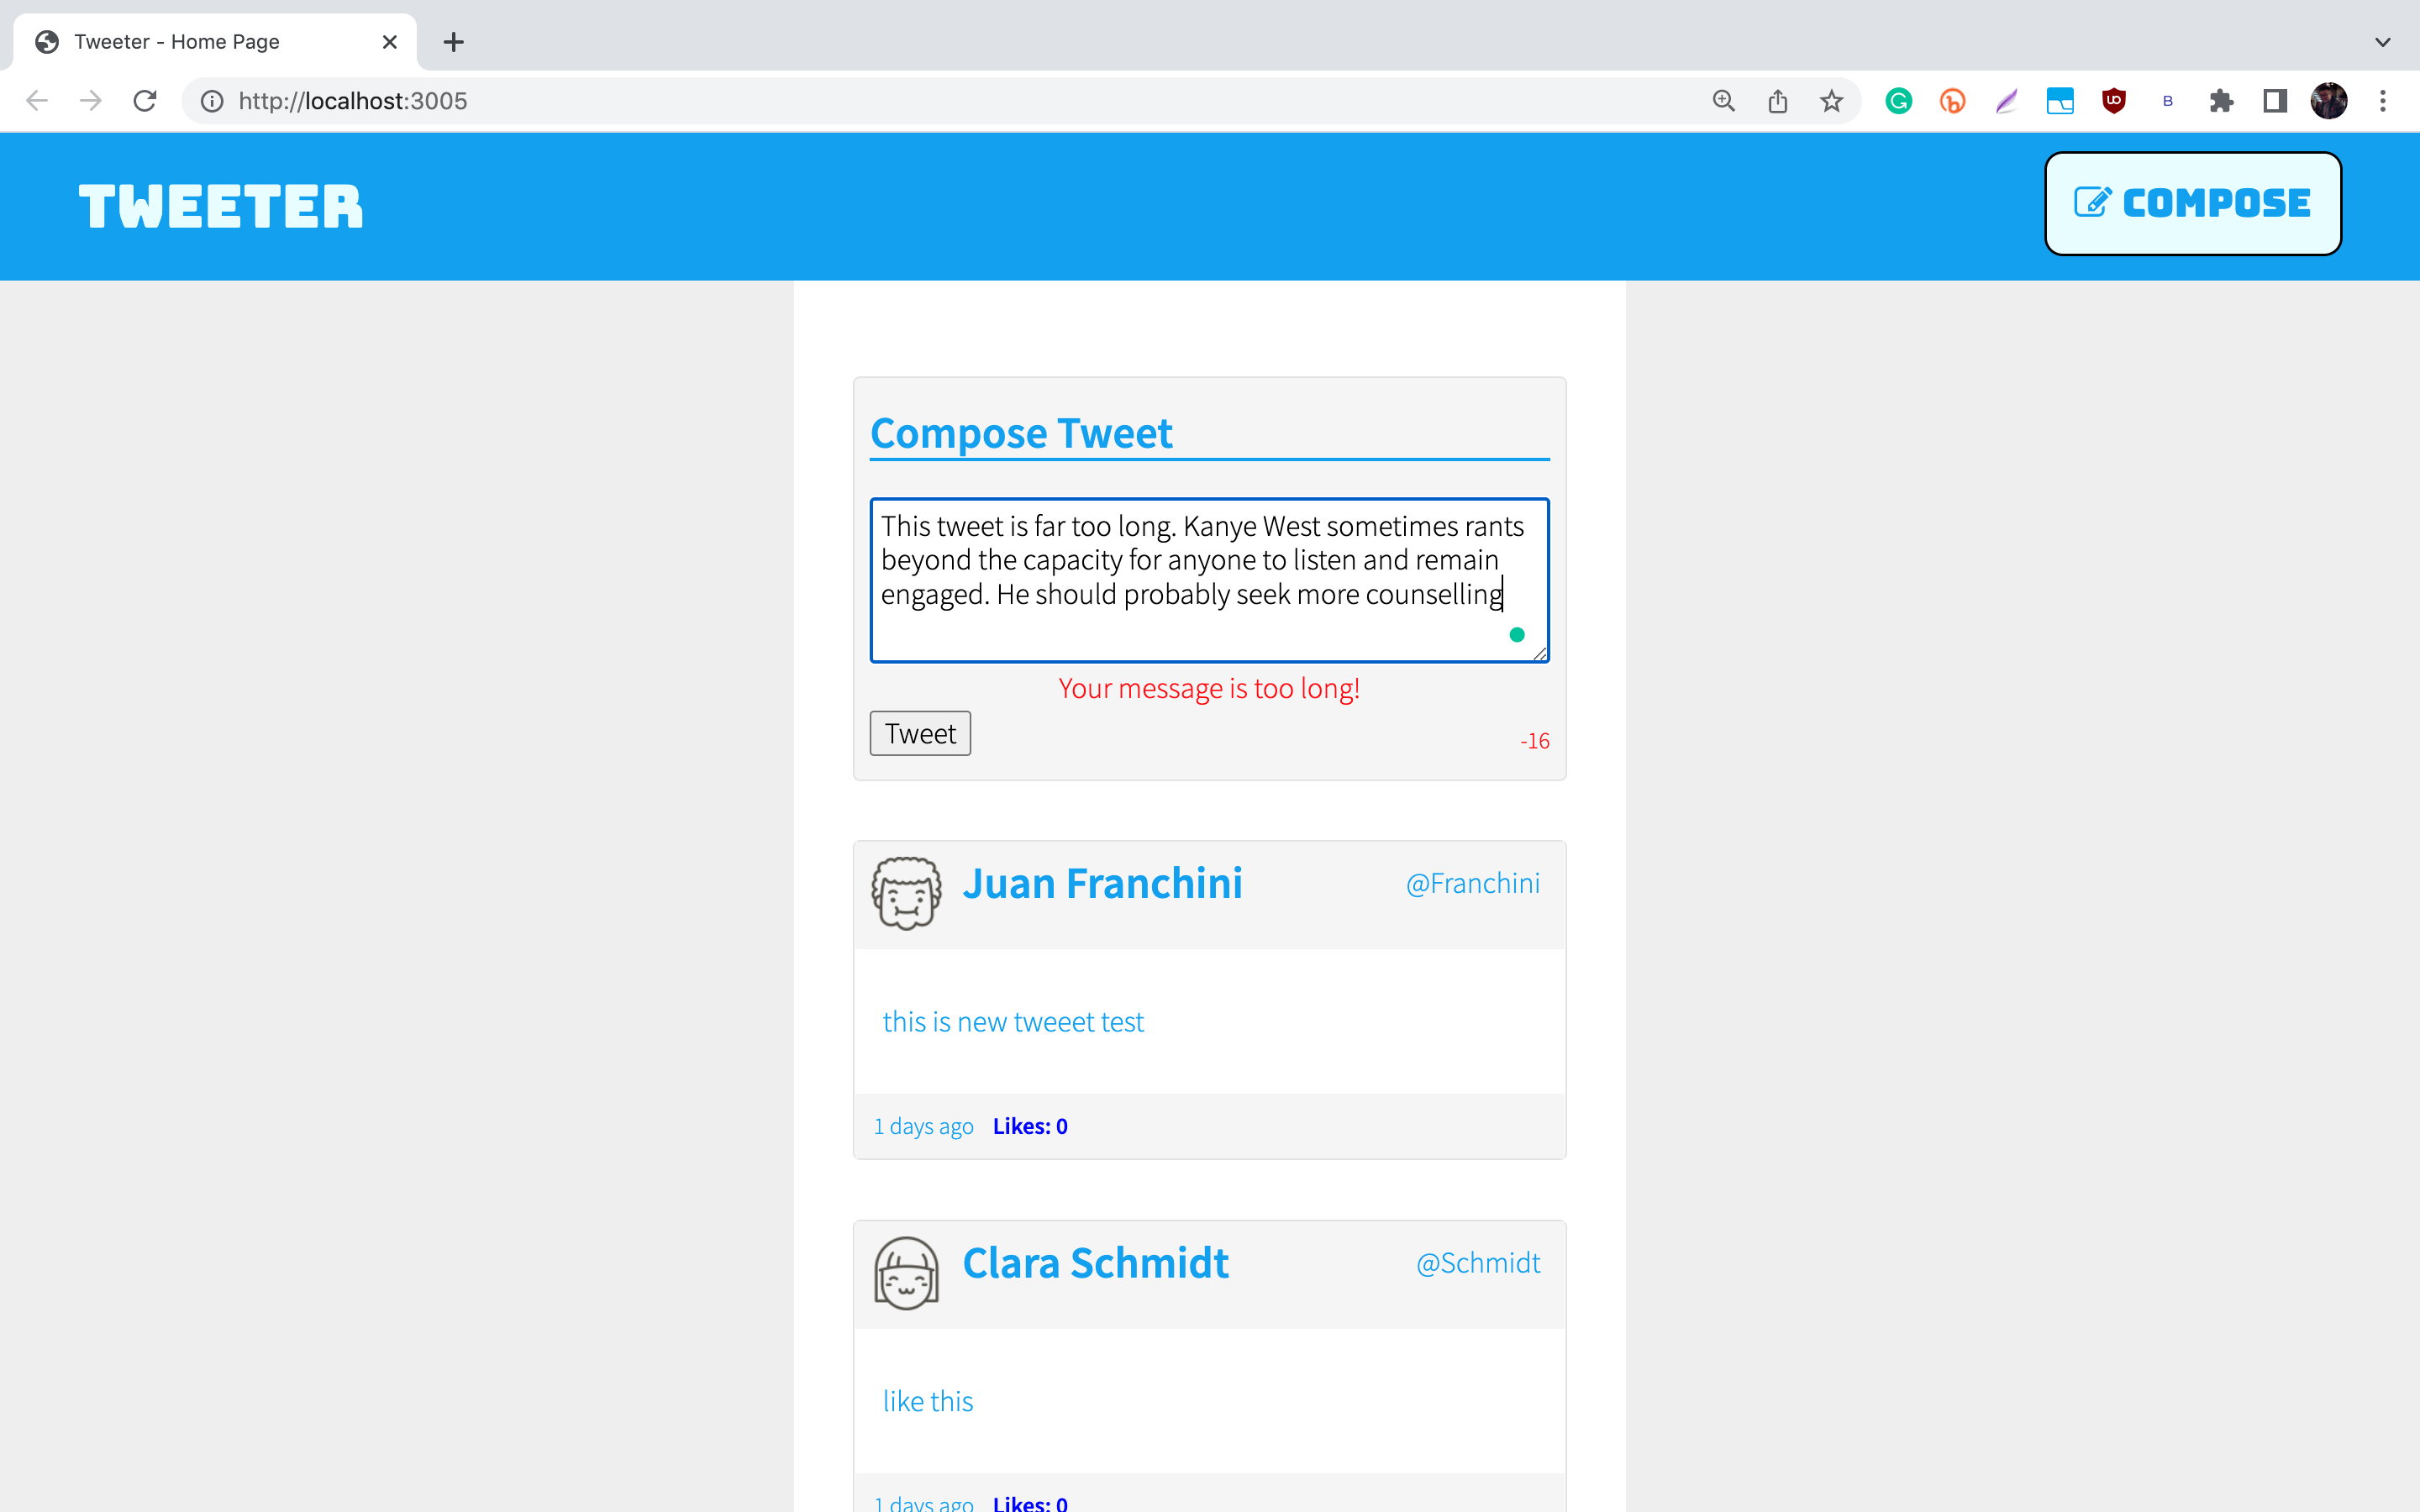 Tweeter - Home Page
http://localhost:3005
B
TWEETER
COMPOSE
Compose Tweet
This tweet is far too long. Kanye West sometimes rants
beyond the capacity for anyone to listen and remain
engaged. He should probably seek more counselling
Your message is too long!
Tweet
-16
Juan Franchini
@Franchini
this is new tweeet test
1 days ago Likes: 0
Clara Schmidt
@Schmidt
like this
1 days ago Likes: 0